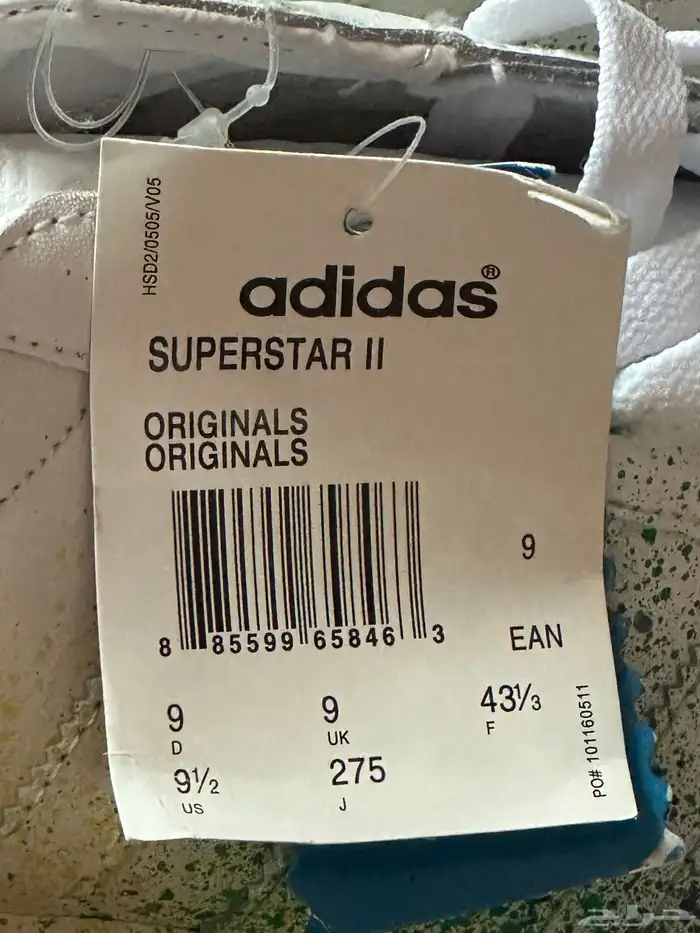 HSD2/0505/V05
adidas®
SUPERSTAR II
ORIGINALS
ORIGINALS
9
8 85599 65846 3
EAN
9 9 43⅓
D UK F
9½ 275
US J
PO# 101160511
حراج